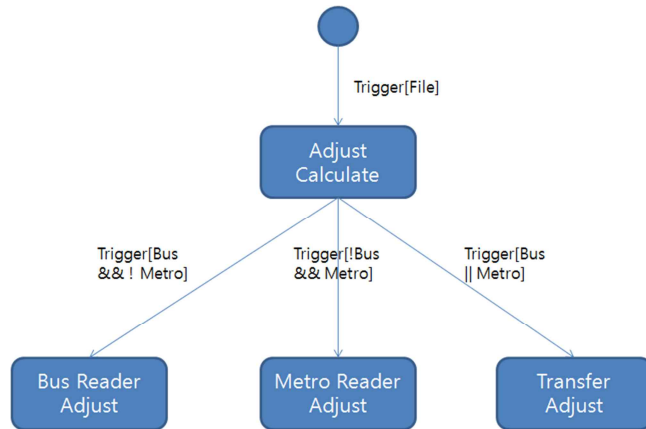 Trigger[File]
Adjust
Calculate
Trigger[Bus
&& ! Metro]
Trigger[!Bus
&& Metro]
Trigger[Bus
|| Metro]
Bus Reader
Adjust
Metro Reader
Adjust
Transfer
Adjust